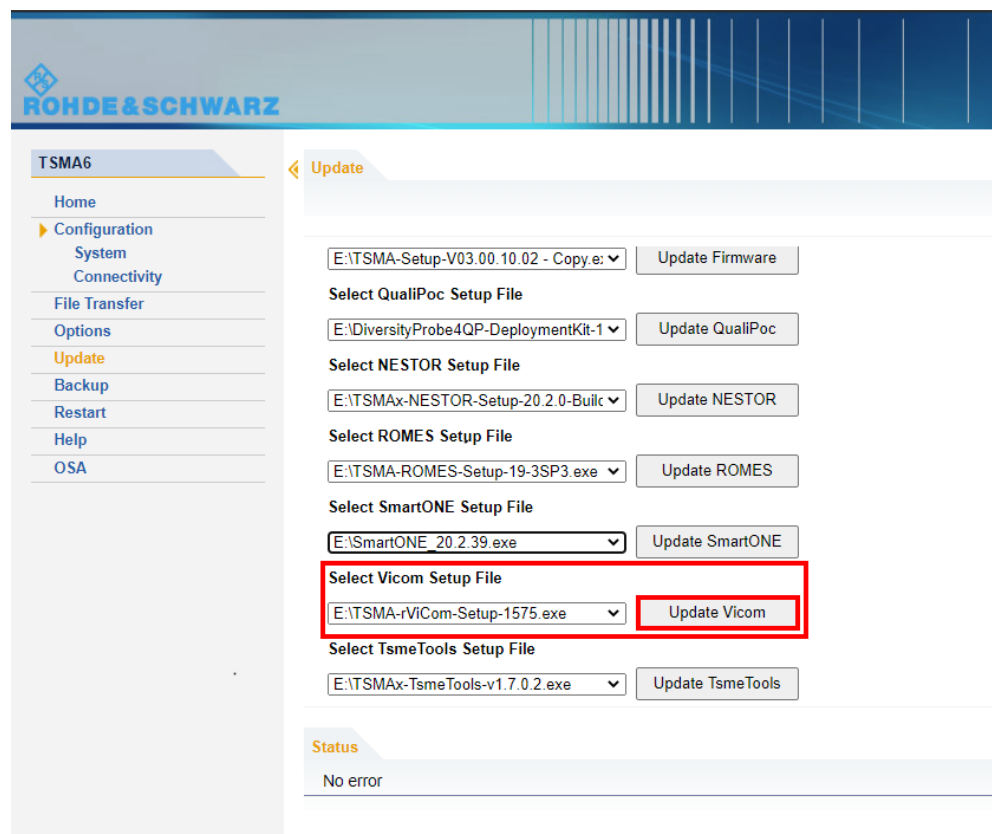 R S
ROHDE&SCHWARZ
TSMA6
Home
Configuration
System
Connectivity
File Transfer
Options
Update
Backup
Restart
Help
OSA
Update
E:\TSMA-Setup-V03.00.10.02 - Copy.e
Update Firmware
Select QualiPoc Setup File
E:\DiversityProbe4QP-DeploymentKit-1
Update QualiPoc
Select NESTOR Setup File
E:\TSMAx-NESTOR-Setup-20.2.0-Builc
Update NESTOR
Select ROMES Setup File
E:\TSMA-ROMES-Setup-19-3SP3.exe
Update ROMES
Select SmartONE Setup File
E:\SmartONE_20.2.39.exe
Update SmartONE
Select Vicom Setup File
E:\TSMA-rViCom-Setup-1575.exe
Update Vicom
Select TsmeTools Setup File
E:\TSMAx-TsmeTools-v1.7.0.2.exe
Update TsmeTools
Status
No error